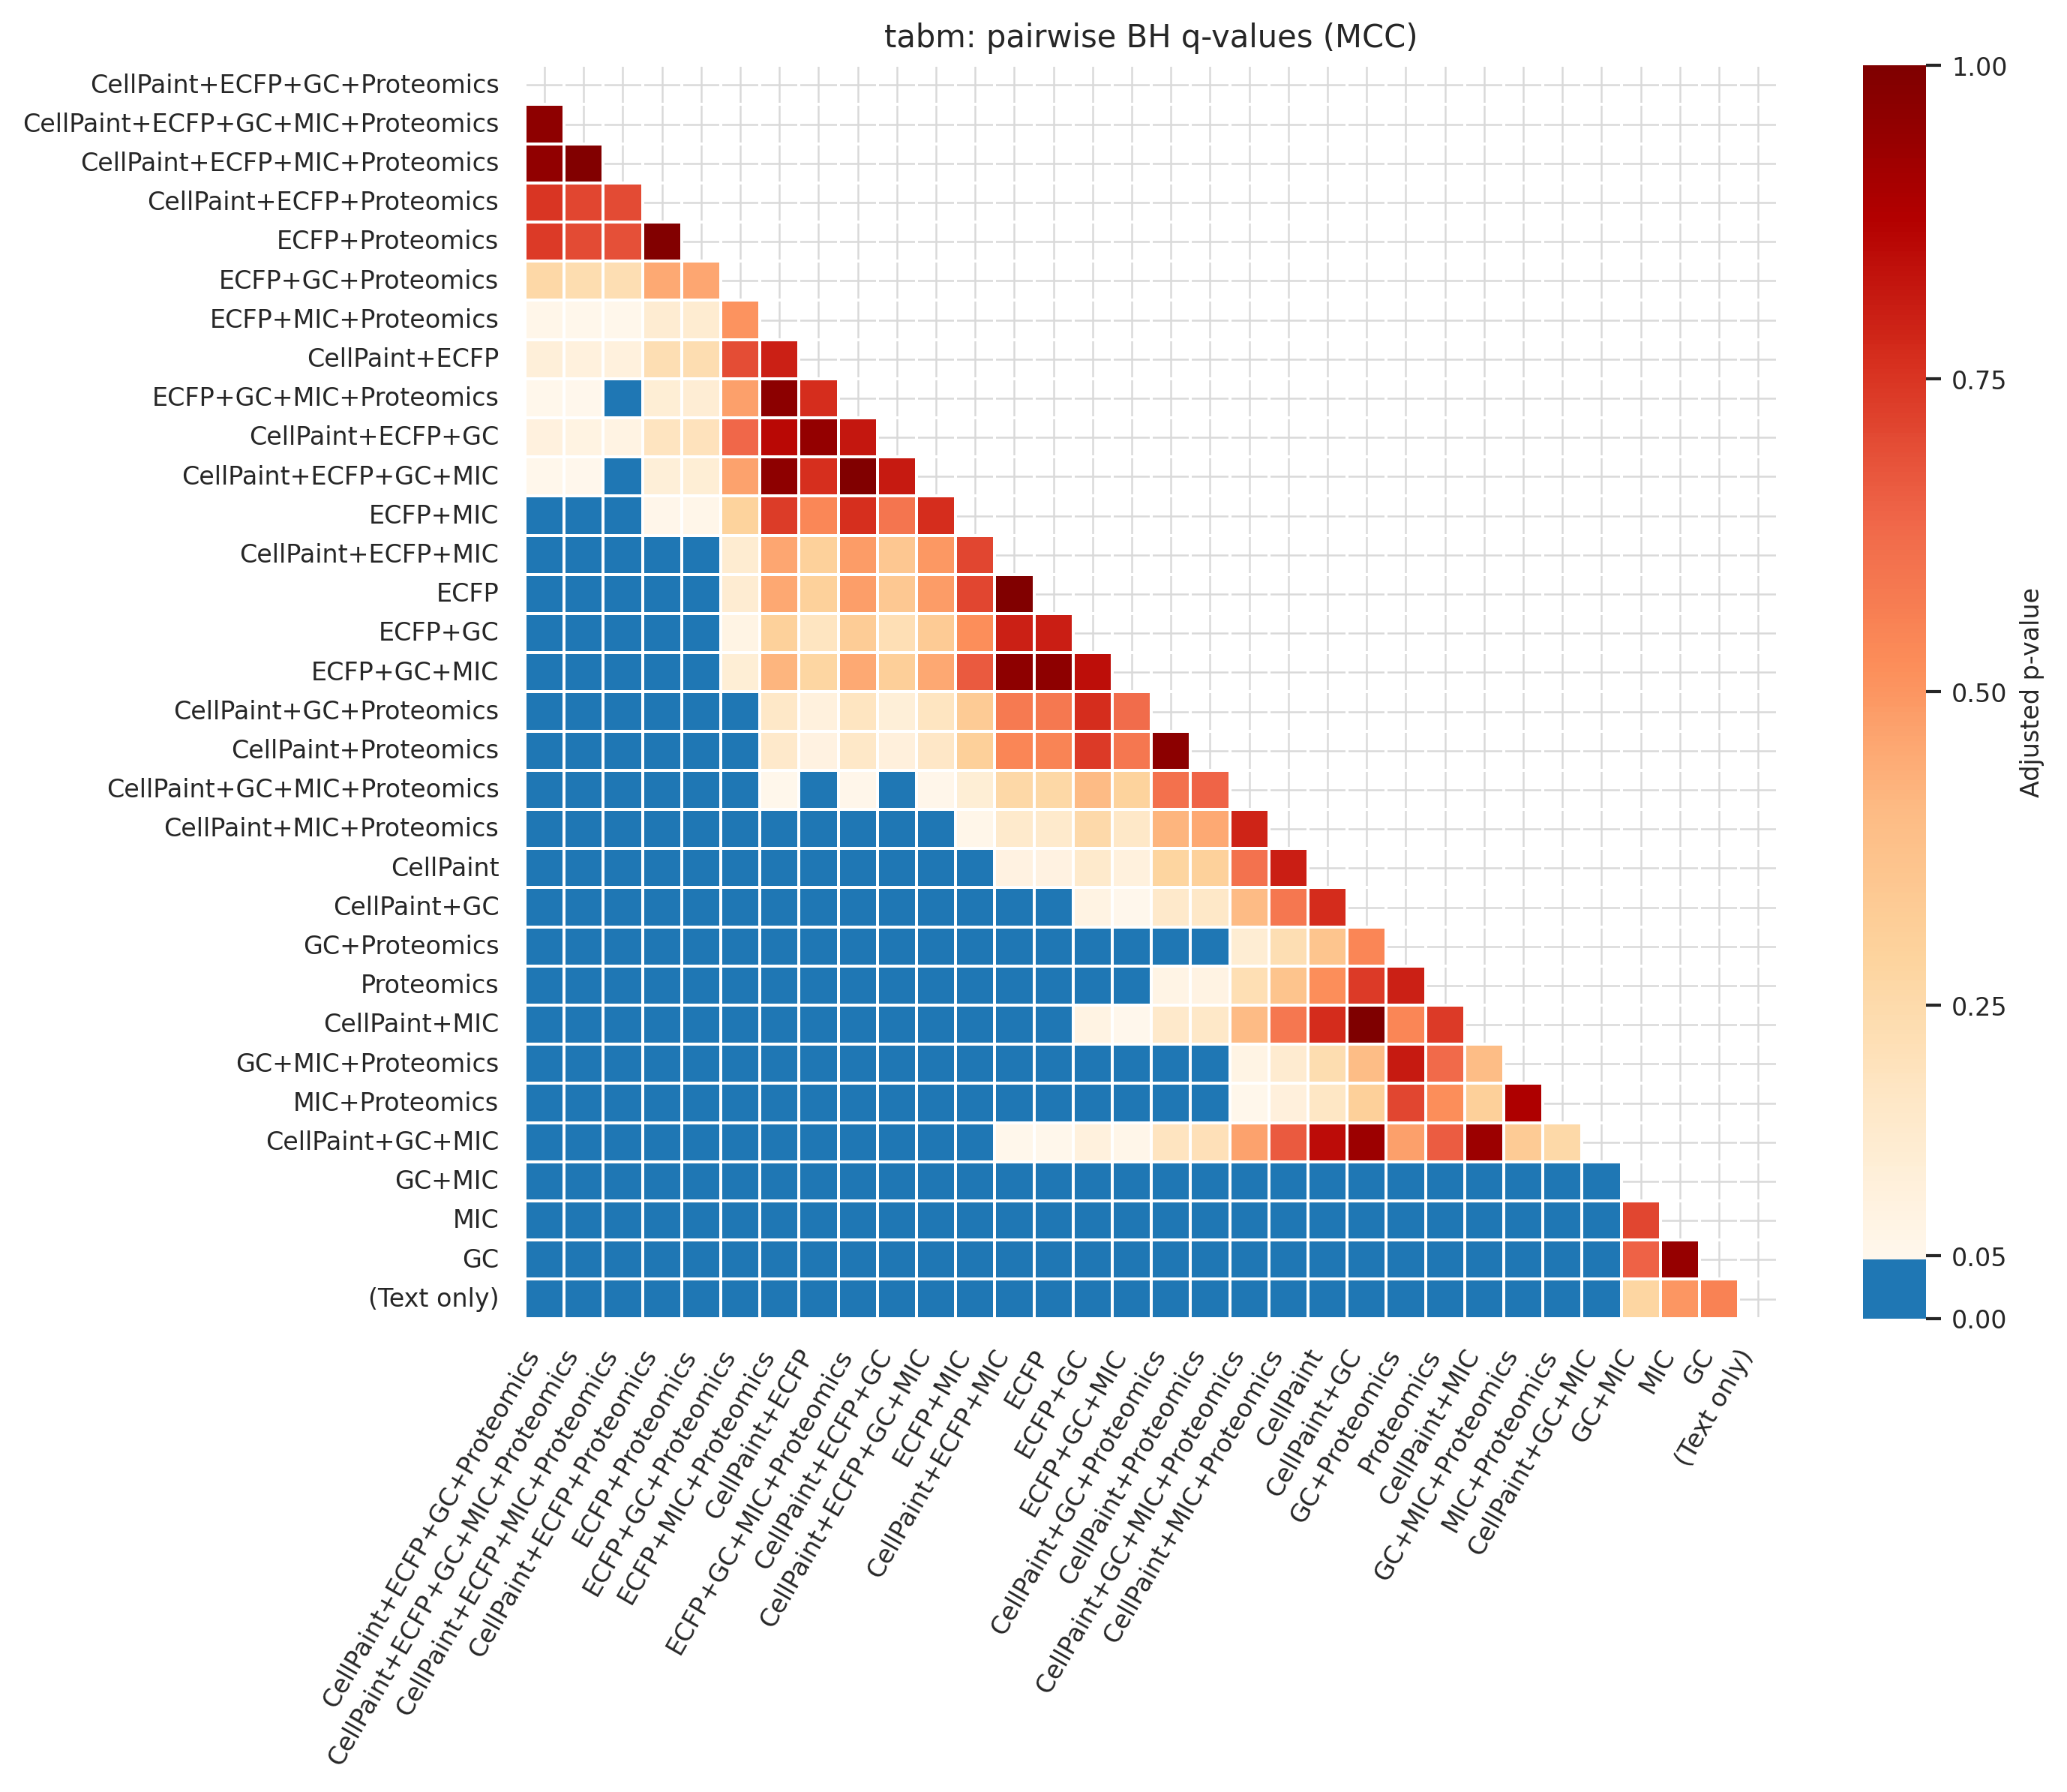 tabm: pairwise BH q-values (MCC)
CellPaint+ECFP+GC+Proteomics
CellPaint+ECFP+GC+MIC+Proteomics
CellPaint+ECFP+MIC+Proteomics
CellPaint+ECFP+Proteomics
ECFP+Proteomics
ECFP+GC+Proteomics
ECFP+MIC+Proteomics
CellPaint+ECFP
ECFP+GC+MIC+Proteomics
CellPaint+ECFP+GC
CellPaint+ECFP+GC+MIC
ECFP+MIC
CellPaint+ECFP+MIC
ECFP
ECFP+GC
ECFP+GC+MIC
CellPaint+GC+Proteomics
CellPaint+Proteomics
CellPaint+GC+MIC+Proteomics
CellPaint+MIC+Proteomics
CellPaint
CellPaint+GC
GC+Proteomics
Proteomics
CellPaint+MIC
GC+MIC+Proteomics
MIC+Proteomics
CellPaint+GC+MIC
GC+MIC
MIC
GC
(Text only)
CellPaint+ECFP+GC+Proteomics
CellPaint+ECFP+GC+MIC+Proteomics
CellPaint+ECFP+MIC+Proteomics
CellPaint+ECFP+Proteomics
ECFP+Proteomics
ECFP+GC+Proteomics
ECFP+MIC+Proteomics
CellPaint+ECFP
ECFP+GC+MIC+Proteomics
CellPaint+ECFP+GC
CellPaint+ECFP+GC+MIC
ECFP+MIC
CellPaint+ECFP+MIC
ECFP
ECFP+GC
ECFP+GC+MIC
CellPaint+GC+Proteomics
CellPaint+Proteomics
CellPaint+GC+MIC+Proteomics
CellPaint+MIC+Proteomics
CellPaint
CellPaint+GC
GC+Proteomics
Proteomics
CellPaint+MIC
GC+MIC+Proteomics
MIC+Proteomics
CellPaint+GC+MIC
GC+MIC
MIC
GC
(Text only)
1.00
0.75
0.50
0.25
0.05
0.00
Adjusted p-value